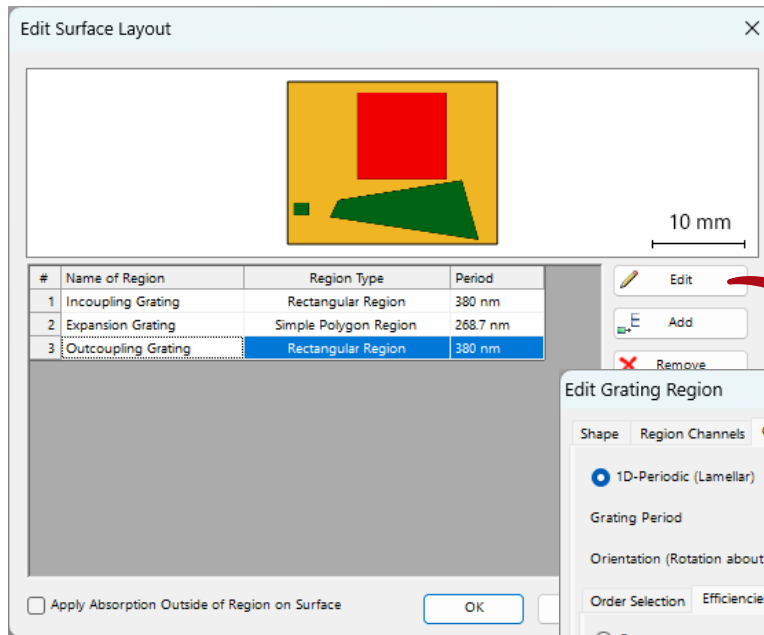 Edit Surface Layout
10 mm
# Name of Region Region Type Period
1 Incoupling Grating Rectangular Region 380 nm
2 Expansion Grating Simple Polygon Region 268.7 nm
3 Outcoupling Grating Rectangular Region 380 nm
Edit
Add
Remove
Edit Grating Region
Shape Region Channels
1D-Periodic (Lamellar)
Grating Period
Orientation (Rotation about
Order Selection Efficiencie
Apply Absorption Outside of Region on Surface
OK